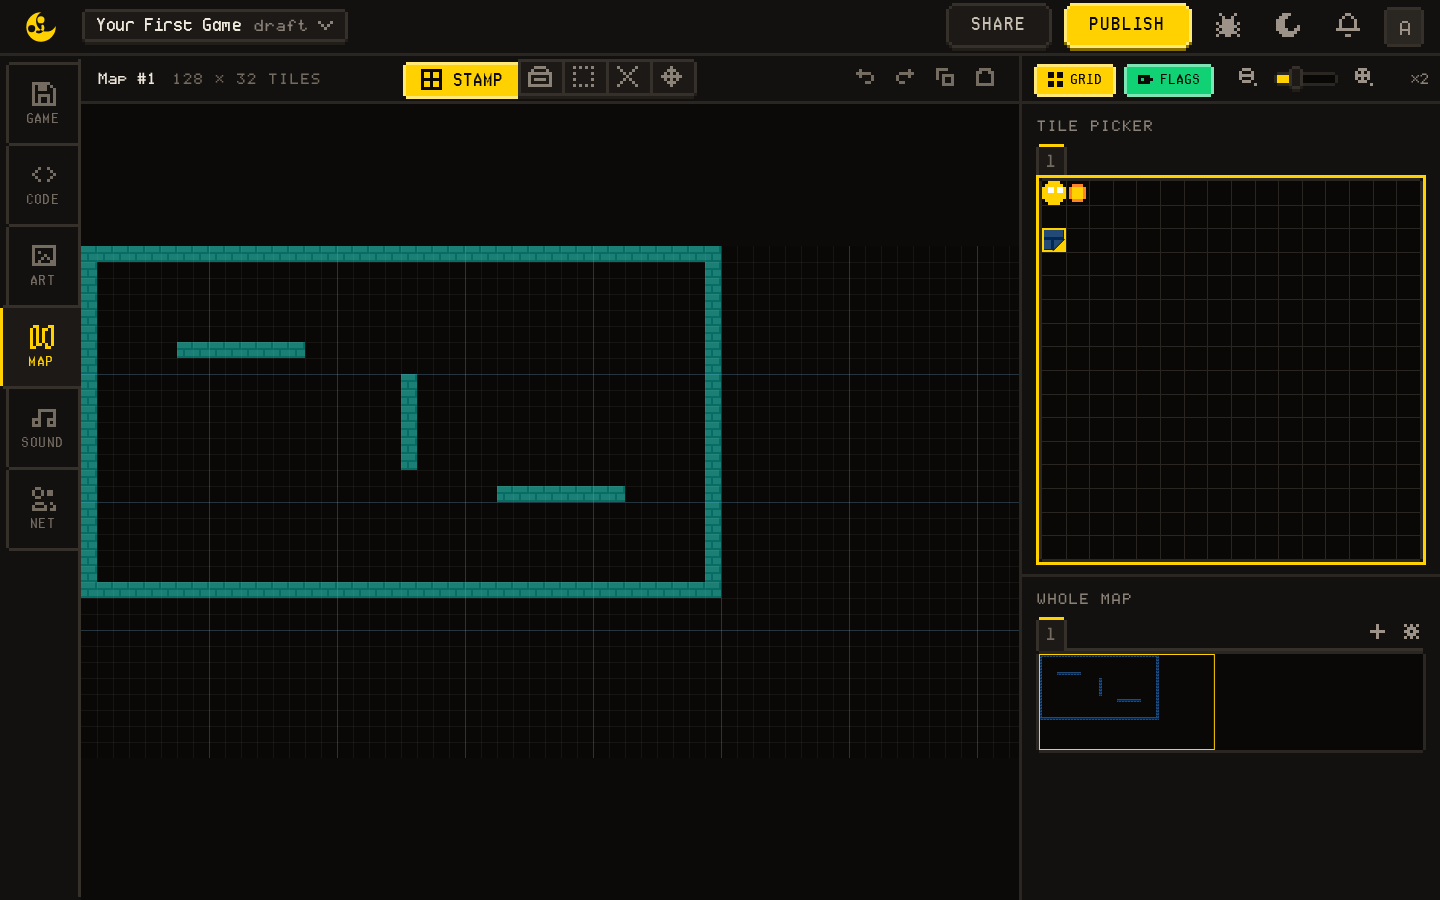 Your First Game draft
SHARE
PUBLISH
A
Map #1 128 × 32 TILES
STAMP
GRID
FLAGS
×2
GAME
CODE
ART
MAP
SOUND
NET
TILE PICKER
1
WHOLE MAP
1